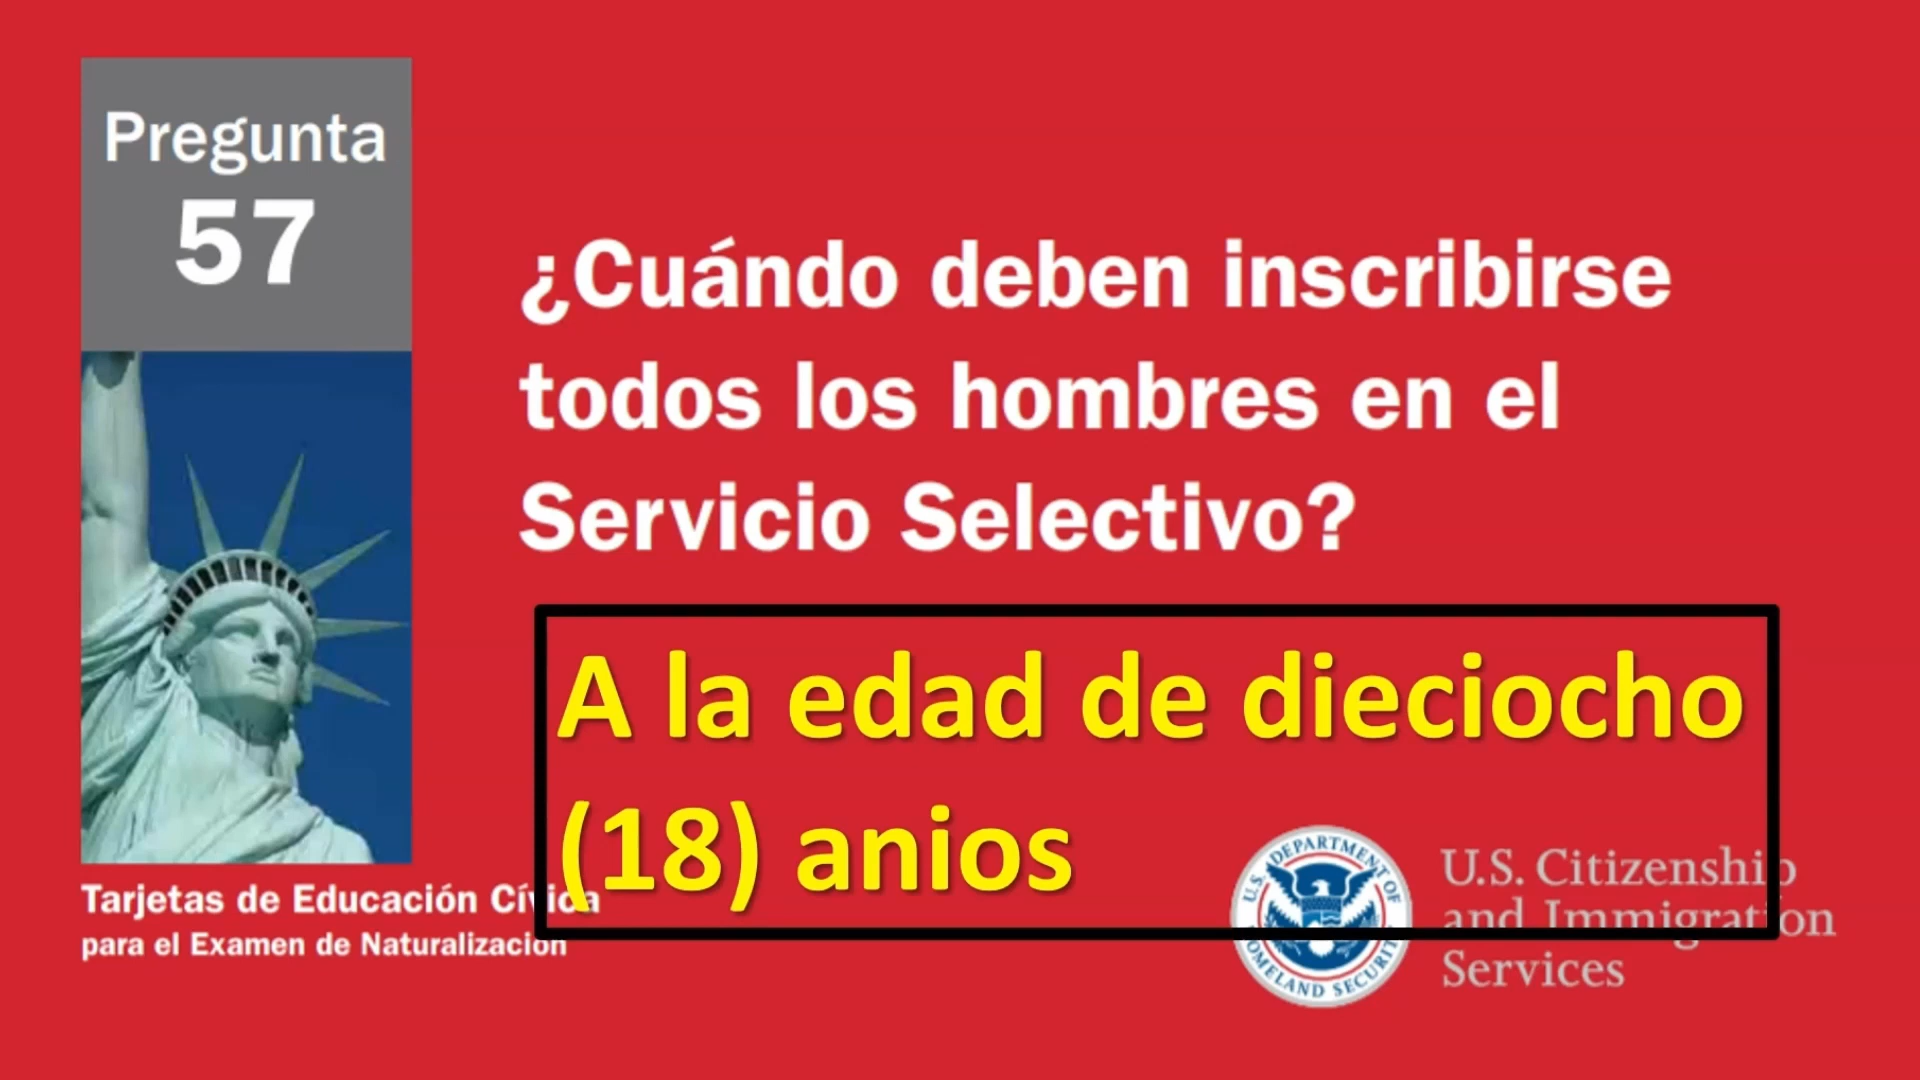 Pregunta
57
¿Cuándo deben inscribirse
todos los hombres en el
Servicio Selectivo?
A la edad de dieciocho
(18) anios
Tarjetas de Educación Cívica
para el Examen de Naturalización
U.S. DEPARTMENT OF
HOMELAND SECURITY
U.S. Citizenship
and Immigration
Services